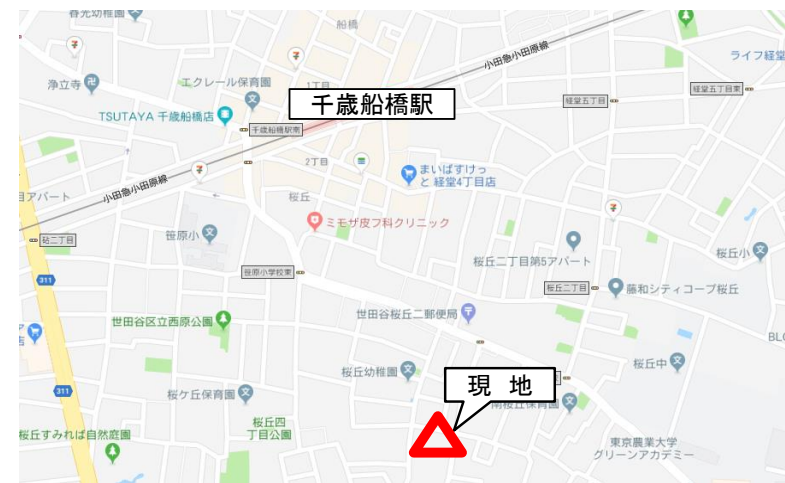 春光幼稚園
船橋
小田急小田原線
ライフ経堂
浄立寺
エクレール保育園
1丁目
経堂五丁目東
経堂五丁目
千歳船橋駅
TSUTAYA 千歳船橋店
千歳船橋駅南
2丁目
まいばすけっ
と 経堂4丁目店
小田急小田原線
アパート
桜丘
ミモザ皮フ科クリニック
笹原小
砧二丁目
桜丘小
桜丘二丁目第5アパート
笹原小学校東
311
桜丘二丁目
藤和シティコープ桜丘
世田谷桜丘二郵便局
世田谷区立西原公園
店
BL
桜丘幼稚園
桜丘中
現 地
311
桜ケ丘保育園
南桜丘保育園
桜丘四
丁目公園
桜丘すみれば自然庭園
東京農業大学
グリーンアカデミー